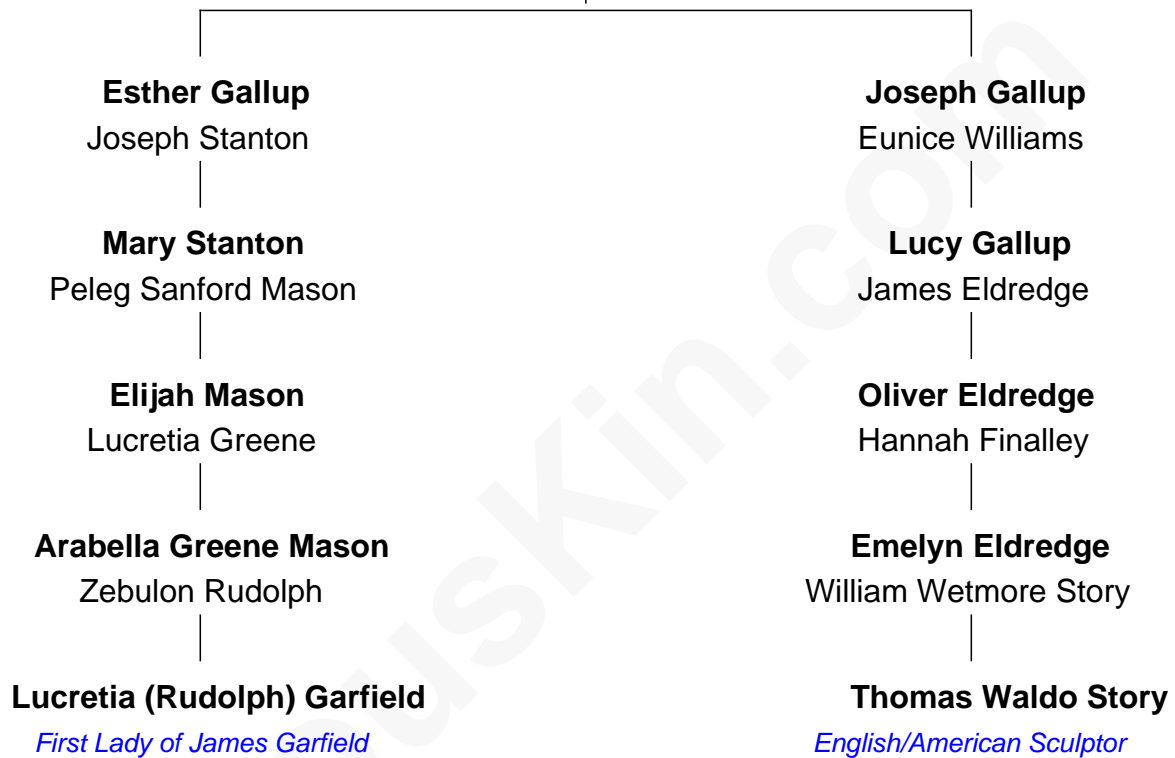 Esther Gallup
Joseph Stanton
Mary Stanton
Peleg Sanford Mason
Elijah Mason
Lucretia Greene
Arabella Greene Mason
Zebulon Rudolph
Lucretia (Rudolph) Garfield
First Lady of James Garfield
Joseph Gallup
Eunice Williams
Lucy Gallup
James Eldredge
Oliver Eldredge
Hannah Finalley
Emelyn Eldredge
William Wetmore Story
Thomas Waldo Story
English/American Sculptor
usKin.com